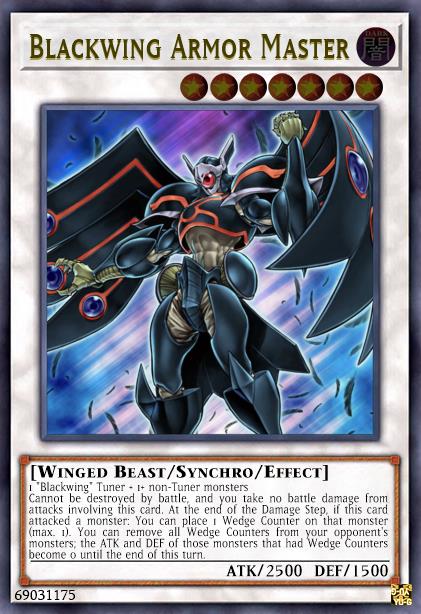 Blackwing Armor Master
DARK
闇
[Winged Beast/Synchro/Effect]
1 "Blackwing" Tuner + 1+ non-Tuner monsters
Cannot be destroyed by battle, and you take no battle damage from
attacks involving this card. At the end of the Damage Step, if this card
attacked a monster: You can place 1 Wedge Counter on that monster
(max. 1). You can remove all Wedge Counters from your opponent's
monsters; the ATK and DEF of those monsters that had Wedge Counters
become 0 until the end of this turn.
ATK/2500 DEF/1500
69031175